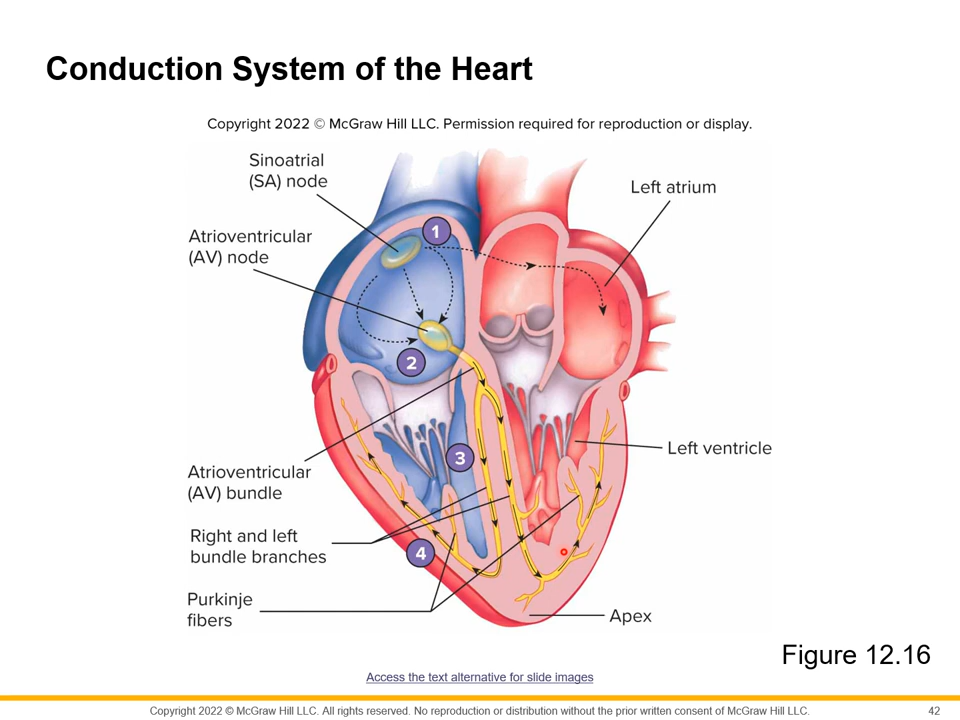 Conduction System of the Heart
Copyright 2022 © McGraw Hill LLC. Permission required for reproduction or display.
Sinoatrial
(SA) node
Left atrium
Atrioventricular
(AV) node
1
2
3
Left ventricle
Atrioventricular
(AV) bundle
Right and left
bundle branches
4
Purkinje
fibers
Apex
Figure 12.16
Access the text alternative for slide images
Copyright 2022 © McGraw Hill LLC. All rights reserved. No reproduction or distribution without the prior written consent of McGraw Hill LLC.
42